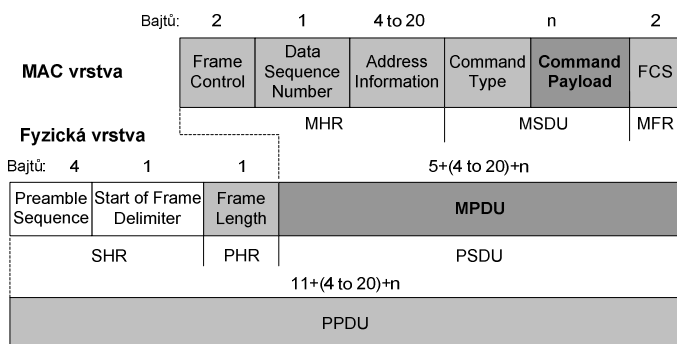 Bajtů: 2 1 4 to 20 n 2
MAC vrstva
Frame Control
Data Sequence Number
Address Information
Command Type
Command Payload
FCS
MHR MSDU MFR
Fyzická vrstva
Bajtů: 4 1 1 5+(4 to 20)+n
Preamble Sequence
Start of Frame Delimiter
Frame Length
MPDU
SHR PHR PSDU
11+(4 to 20)+n
PPDU